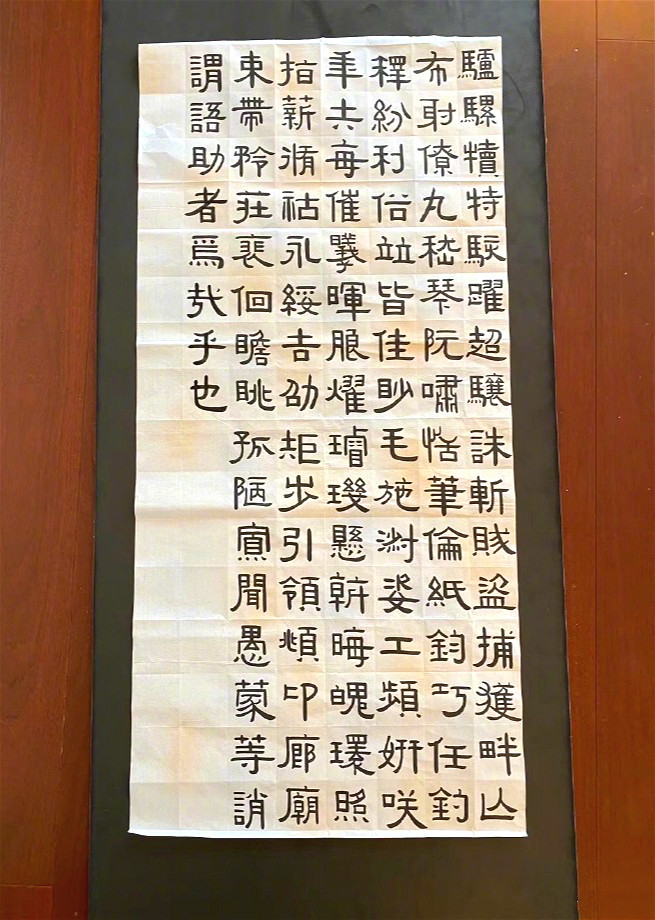 驢騾犢特駭躍超驤誅斬賊盜捕獲畔亾
布射僚丸嵇琴阮嘯恬筆倫紙鈞巧任釣
釋紛利俗竝皆佳眇毛施淑姿工頻妍咲
年矢每催曦暉朗燿璿璣懸斡晦魄環照
指薪脩祜永綏吉劭矩步引領頫卬廊廟
束帶矜莊裵佪瞻眺孤陋寡聞愚蒙等誚
謂語助者焉哉乎也